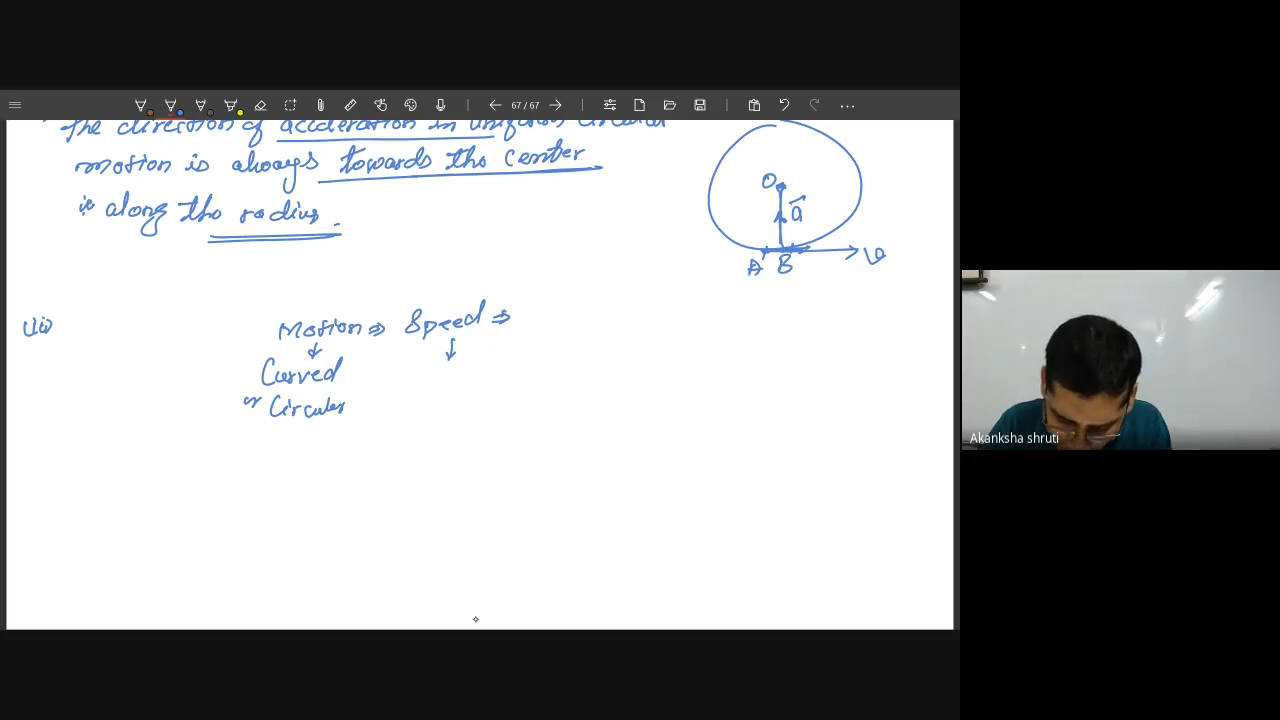 67/67
the direction of acceleration in uniform circular
motion is always towards the center
ie along the radius.
O
a
A B
v
Motion ⇒ Speed ⇒
↓ ↓
Curved
or Circular
Akanksha shruti